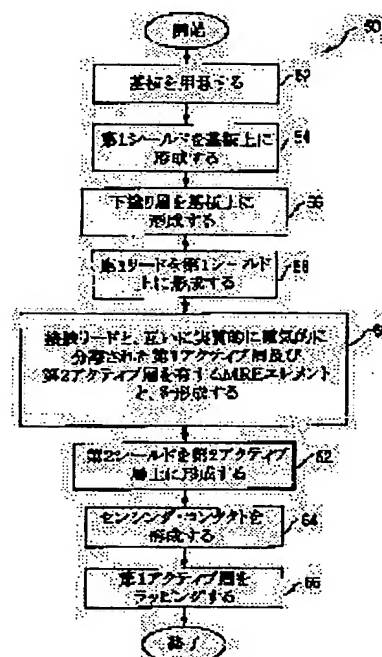 開始
50
基板を用意する
52
第1シールドを基板上に
形成する
54
下塗り層を基板上に
形成する
56
第1リードを第1シールド
上に形成する
58
接触リードと、互いに実質的に電気的に
分離された第1アクティブ層及び
第2アクティブ層を有するMREエレメント
と、を形成する
第2シールドを第2アクティブ
層上に形成する
62
センシング・コンタクトを
形成する
64
第1アクティブ層を
ラッピングする
66
終了